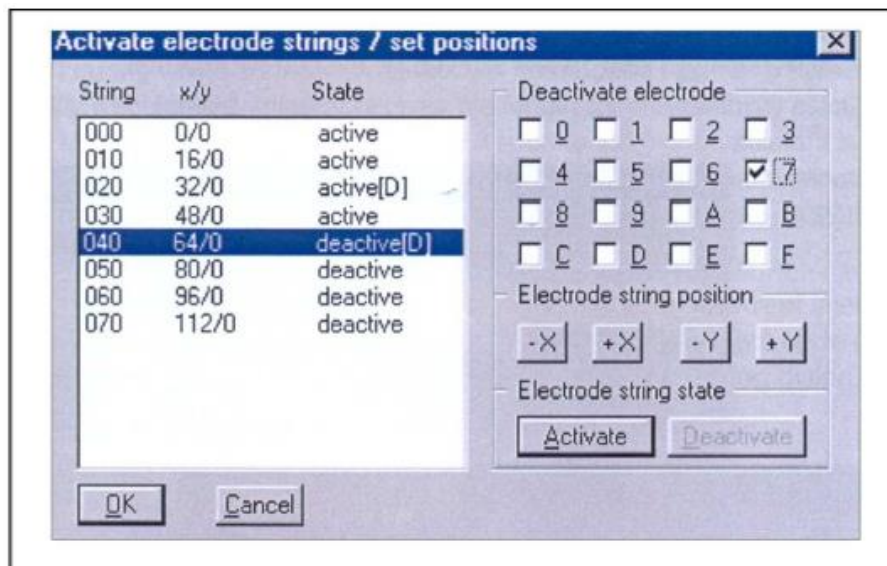 Activate electrode strings / set positions
String x/y State
000 0/0 active
010 16/0 active
020 32/0 active[D]
030 48/0 active
040 64/0 deactive[D]
050 80/0 deactive
060 96/0 deactive
070 112/0 deactive
Deactivate electrode
0 1 2 3
4 5 6 7
8 9 A B
C D E F
Electrode string position
-X +X -Y +Y
Electrode string state
Activate Deactivate
OK Cancel